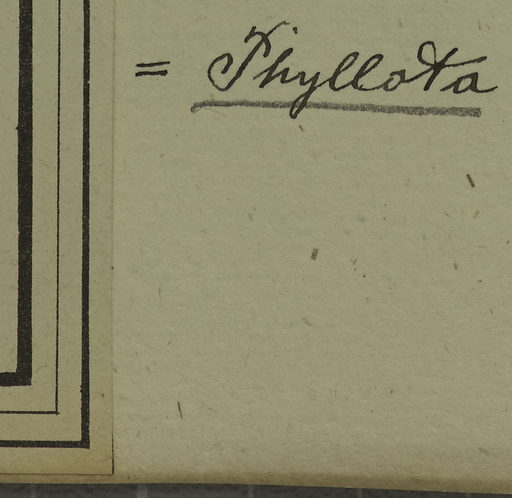 = Phyllota